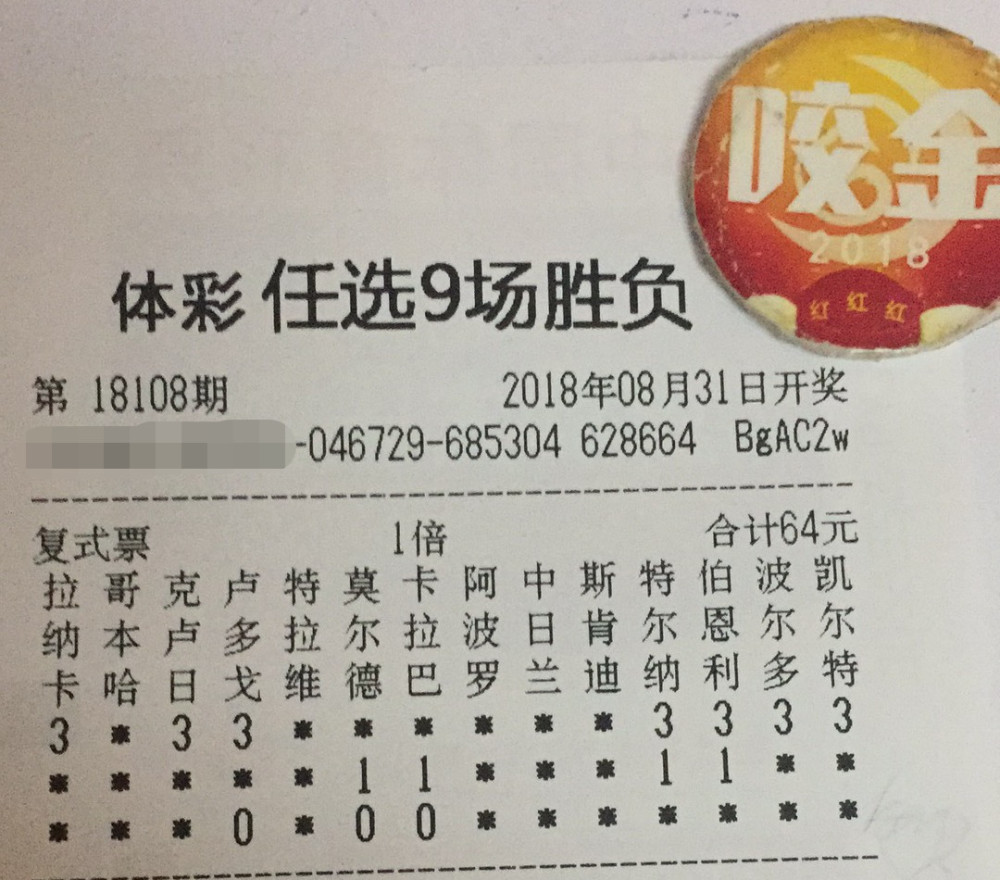 咬金
2018
红 红 红
体彩 任选9场胜负
第 18108期 2018年08月31日开奖
-046729-685304 628664 BgAC2w
复式票 1倍 合计64元
拉 哥 克 卢 特 莫 卡 阿 中 斯 特 伯 波 凯
纳 本 卢 多 拉 尔 拉 波 日 肯 尔 恩 尔 尔
卡 哈 日 戈 维 德 巴 罗 兰 迪 纳 利 多 特
3 * 3 3 * * * * * * 3 3 3 3
* * * * * 1 1 * * * 1 1 * *
* * * 0 * 0 0 * * * * * * *